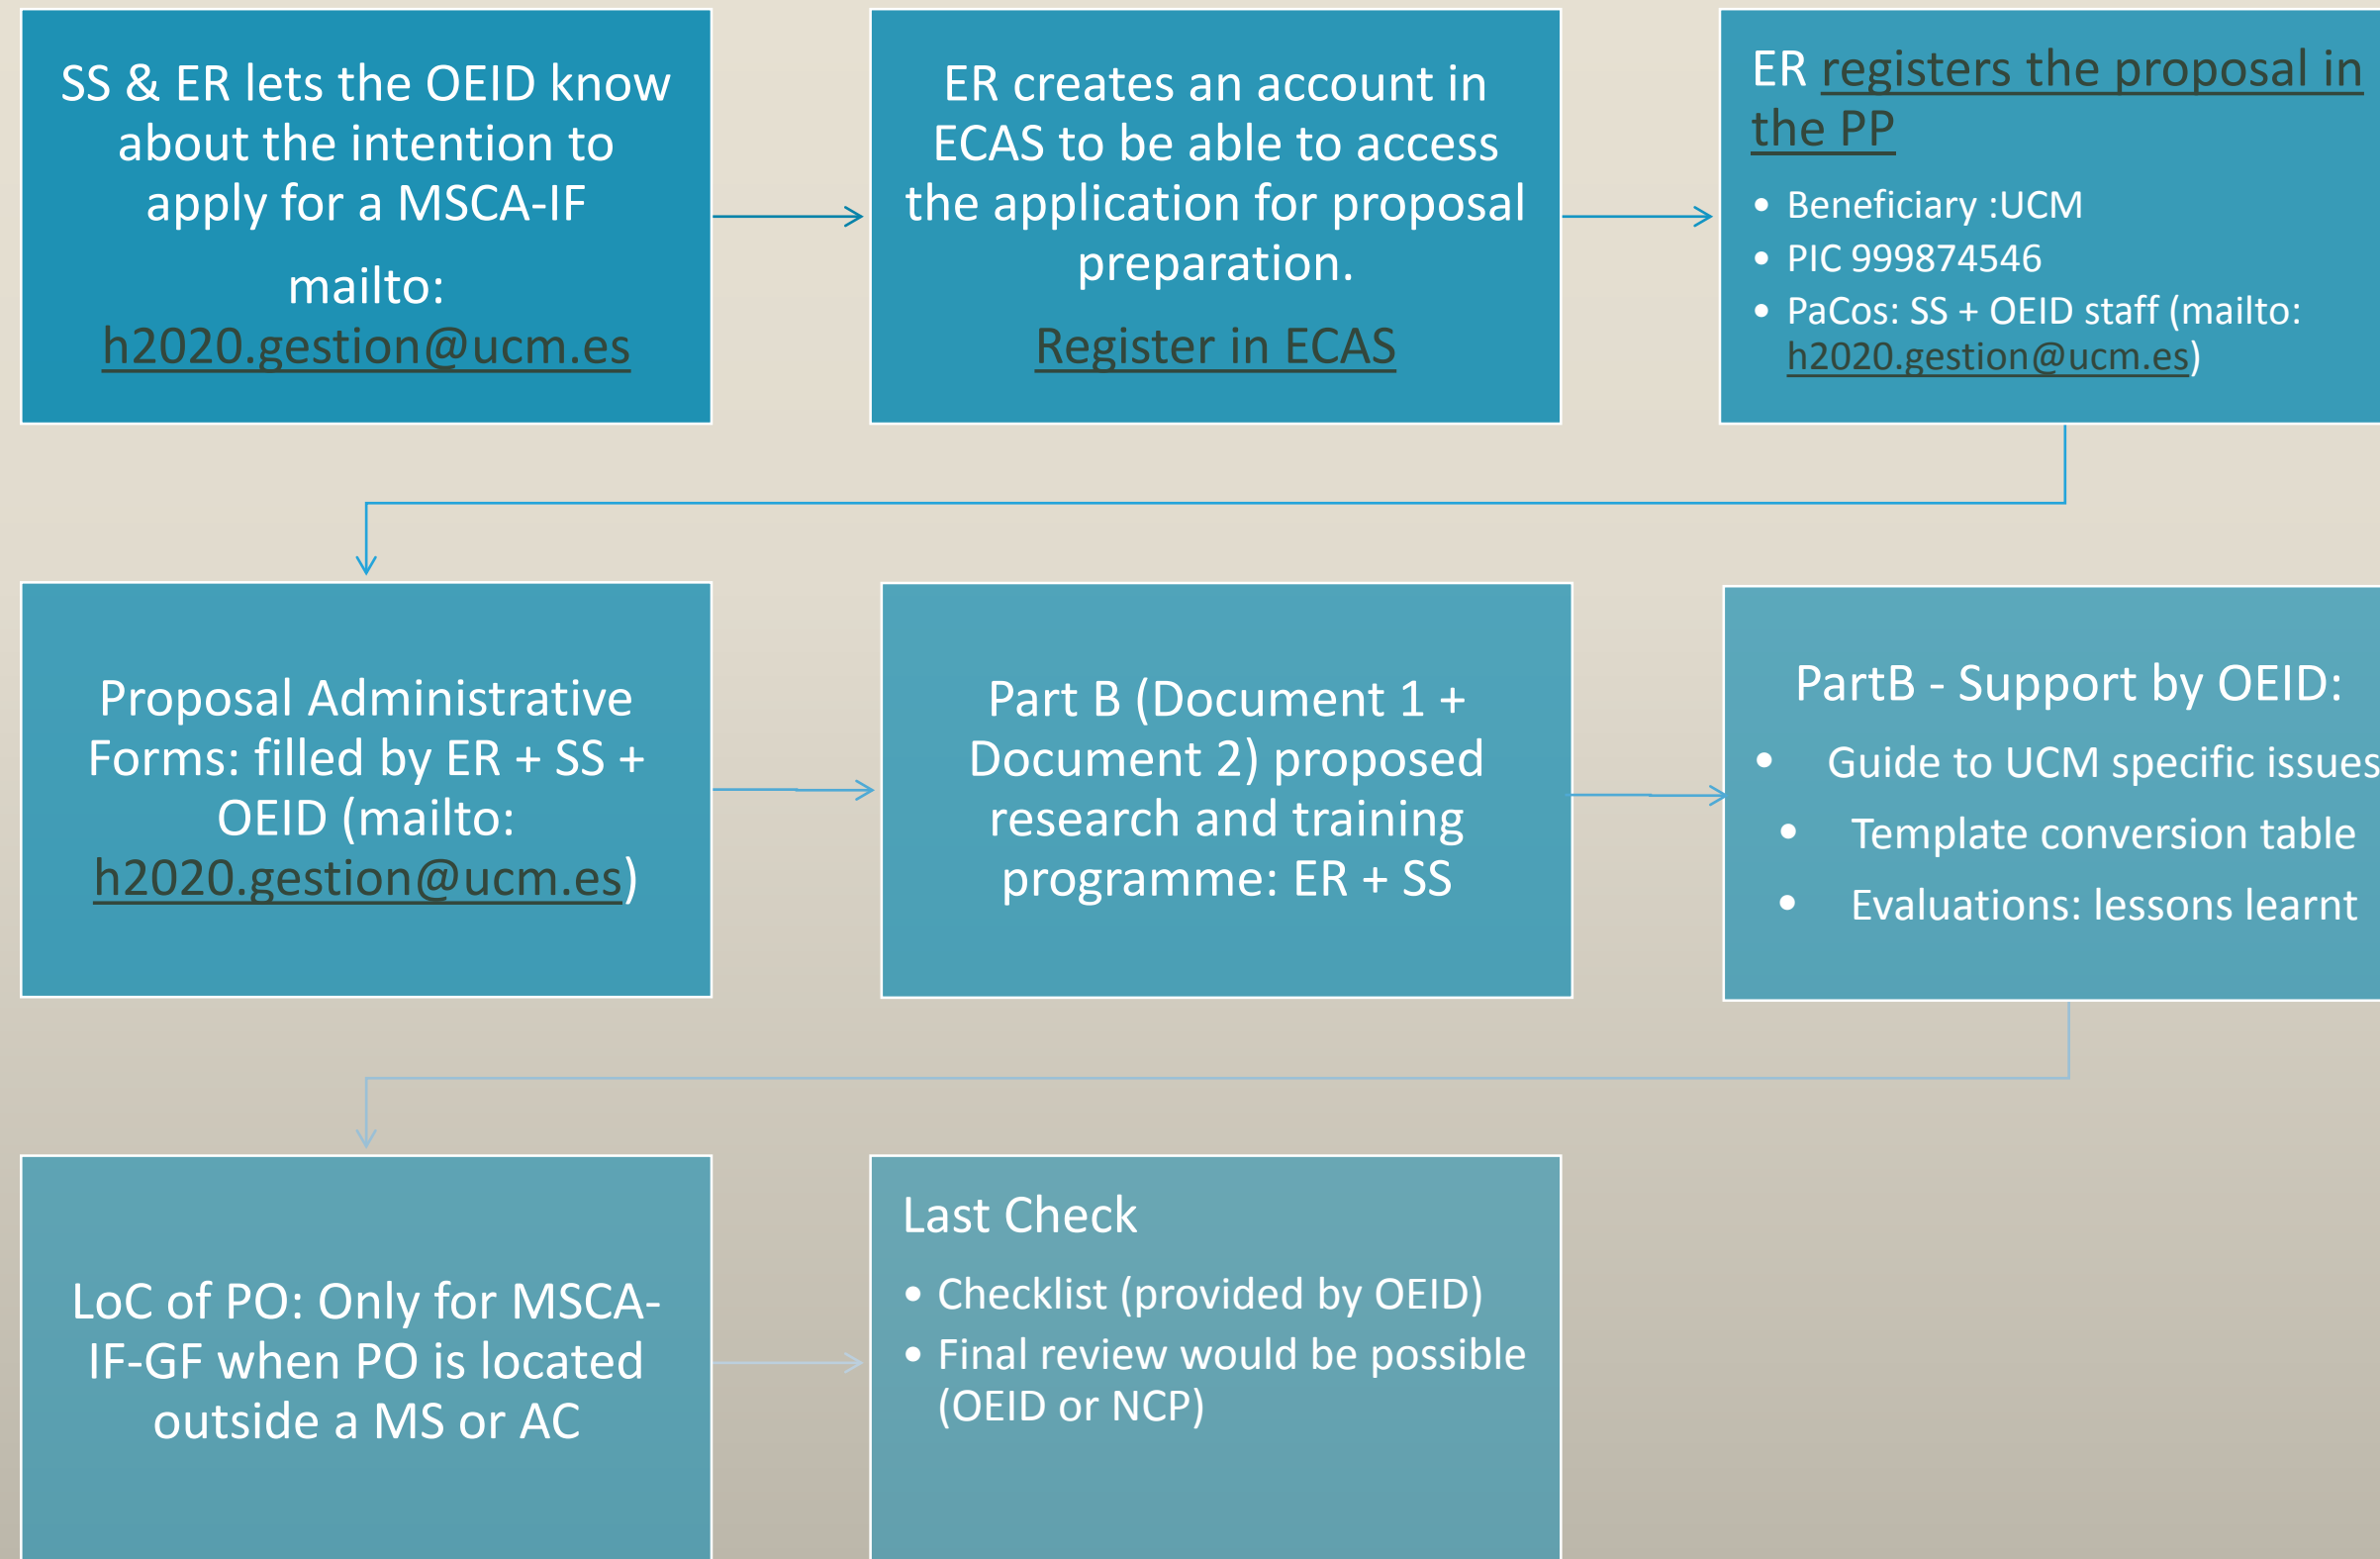 SS & ER lets the OEID know
about the intention to
apply for a MSCA-IF
mailto:
h2020.gestion@ucm.es
ER creates an account in
ECAS to be able to access
the application for proposal
preparation.
Register in ECAS
ER registers the proposal in
the PP
• Beneficiary :UCM
• PIC 999874546
• PaCos: SS + OEID staff (mailto:
h2020.gestion@ucm.es)
Proposal Administrative
Forms: filled by ER + SS +
OEID (mailto:
h2020.gestion@ucm.es)
Part B (Document 1 +
Document 2) proposed
research and training
programme: ER + SS
PartB - Support by OEID:
• Guide to UCM specific issues
• Template conversion table
• Evaluations: lessons learnt
LoC of PO: Only for MSCA-
IF-GF when PO is located
outside a MS or AC
Last Check
• Checklist (provided by OEID)
• Final review would be possible
(OEID or NCP)